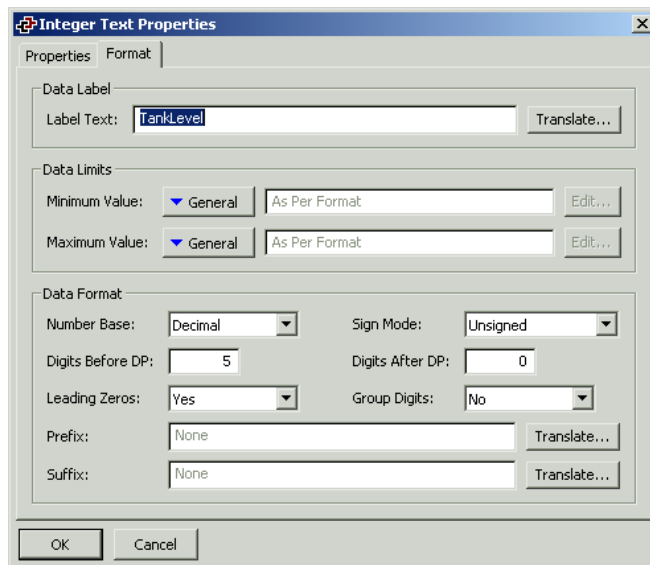 Integer Text Properties
Properties Format
Data Label
Label Text: TankLevel Translate...
Data Limits
Minimum Value: General As Per Format Edit...
Maximum Value: General As Per Format Edit...
Data Format
Number Base: Decimal Sign Mode: Unsigned
Digits Before DP: 5 Digits After DP: 0
Leading Zeros: Yes Group Digits: No
Prefix: None Translate...
Suffix: None Translate...
OK Cancel